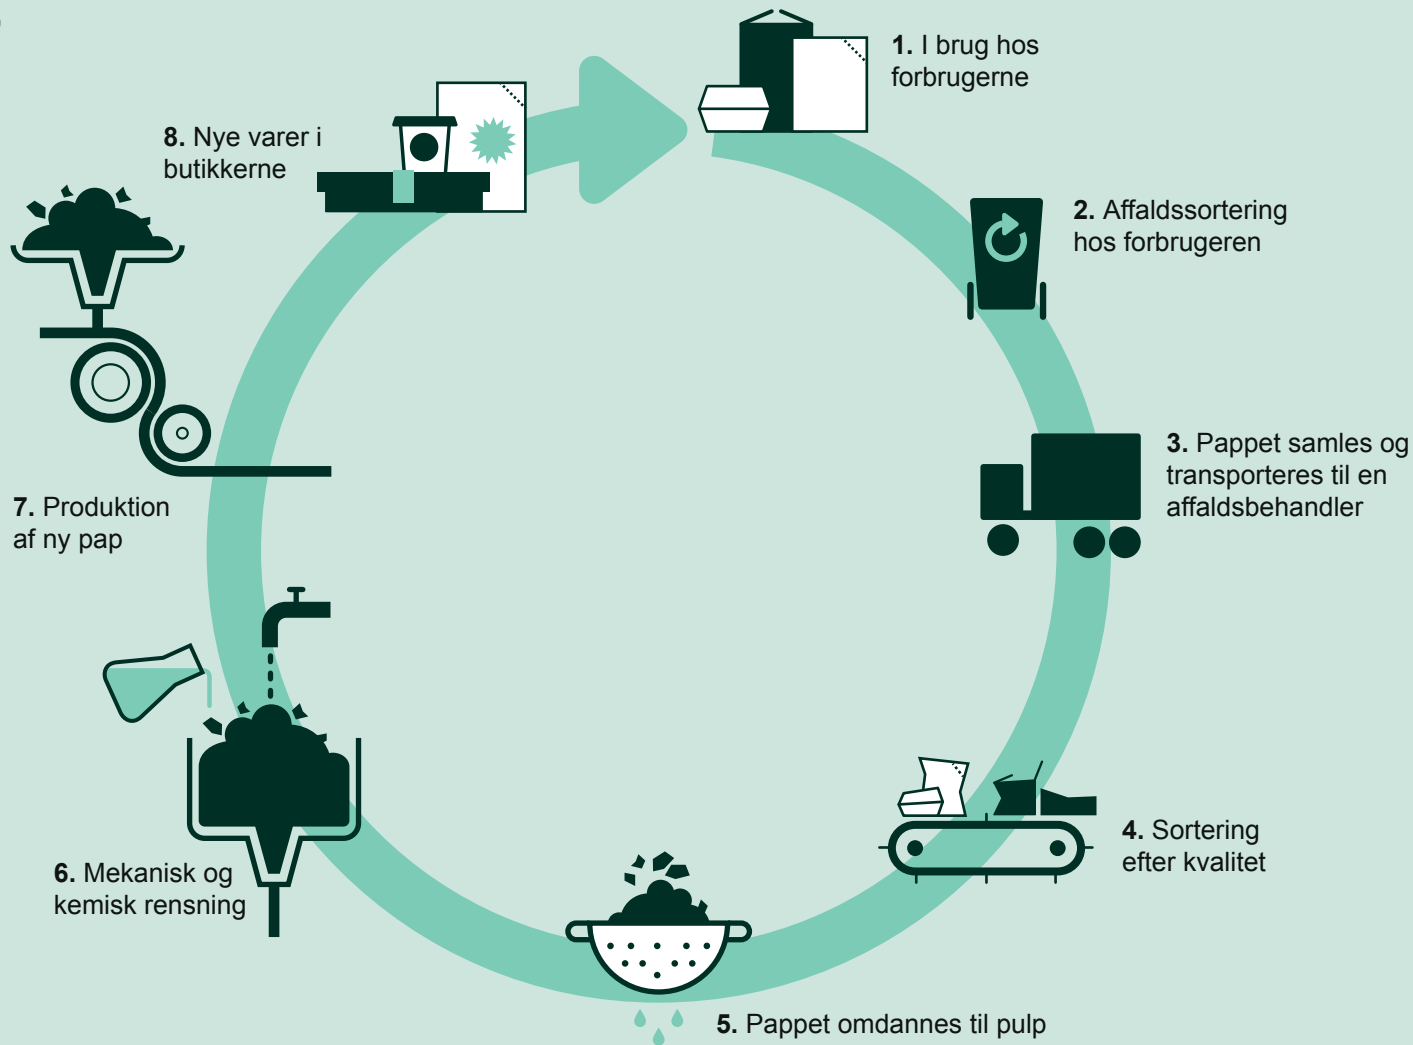 1. I brug hos
forbrugerne
2. Affaldssortering
hos forbrugeren
3. Pappet samles og
transporteres til en
affaldsbehandler
4. Sortering
efter kvalitet
5. Pappet omdannes til pulp
6. Mekanisk og
kemisk rensning
7. Produktion
af ny pap
8. Nye varer i
butikkerne